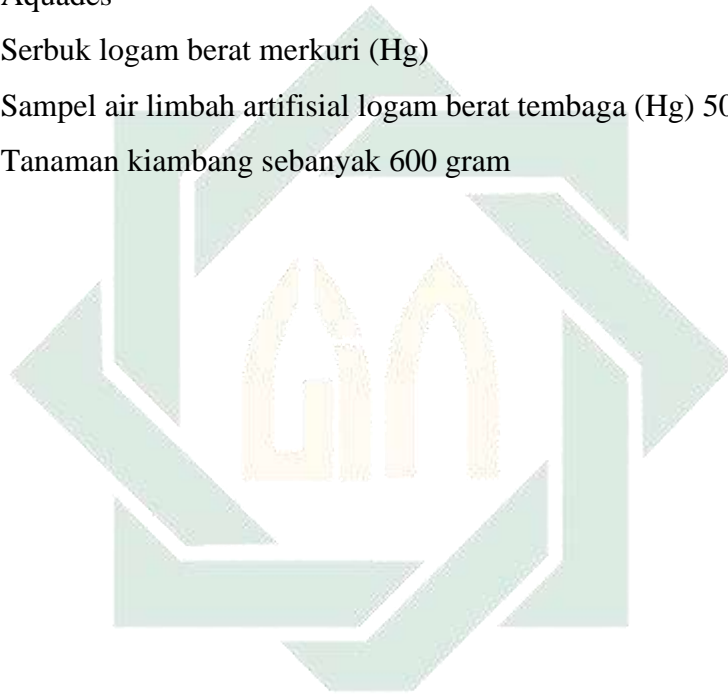 Aquades
Serbuk logam berat merkuri (Hg)
Sampel air limbah artifisial logam berat tembaga (Hg) 50
Tanaman kiambang sebanyak 600 gram